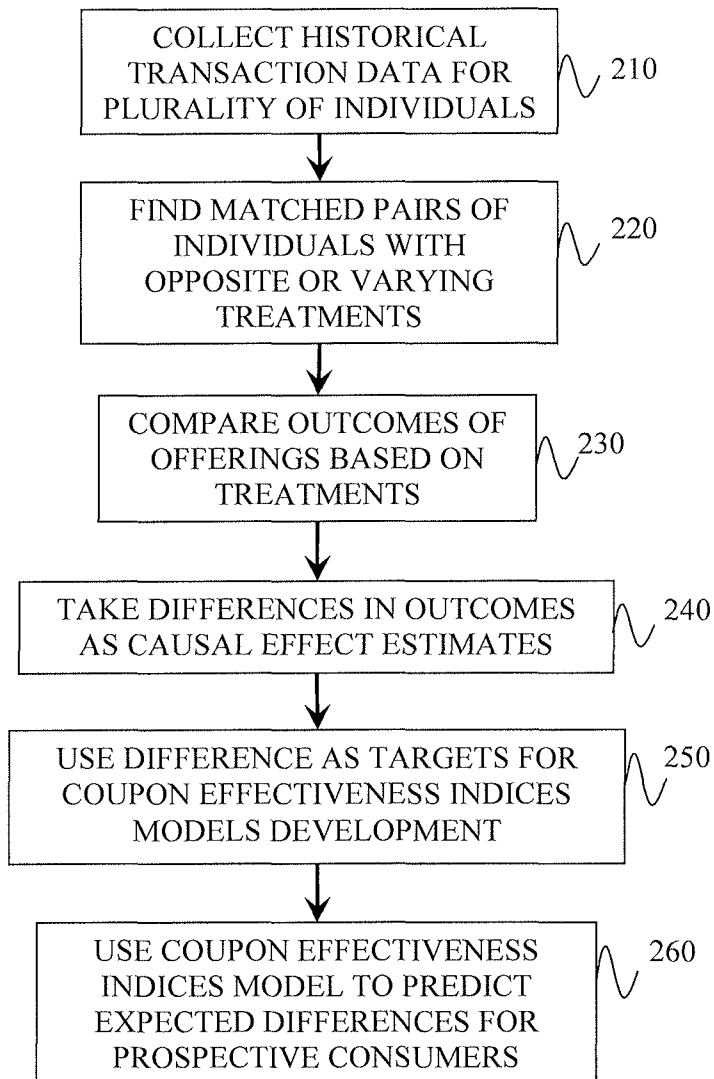 COLLECT HISTORICAL
TRANSACTION DATA FOR
PLURALITY OF INDIVIDUALS
210
FIND MATCHED PAIRS OF
INDIVIDUALS WITH
OPPOSITE OR VARYING
TREATMENTS
220
COMPARE OUTCOMES OF
OFFERINGS BASED ON
TREATMENTS
230
TAKE DIFFERENCES IN OUTCOMES
AS CAUSAL EFFECT ESTIMATES
240
USE DIFFERENCE AS TARGETS FOR
COUPON EFFECTIVENESS INDICES
MODELS DEVELOPMENT
250
USE COUPON EFFECTIVENESS
INDICES MODEL TO PREDICT
EXPECTED DIFFERENCES FOR
PROSPECTIVE CONSUMERS
260